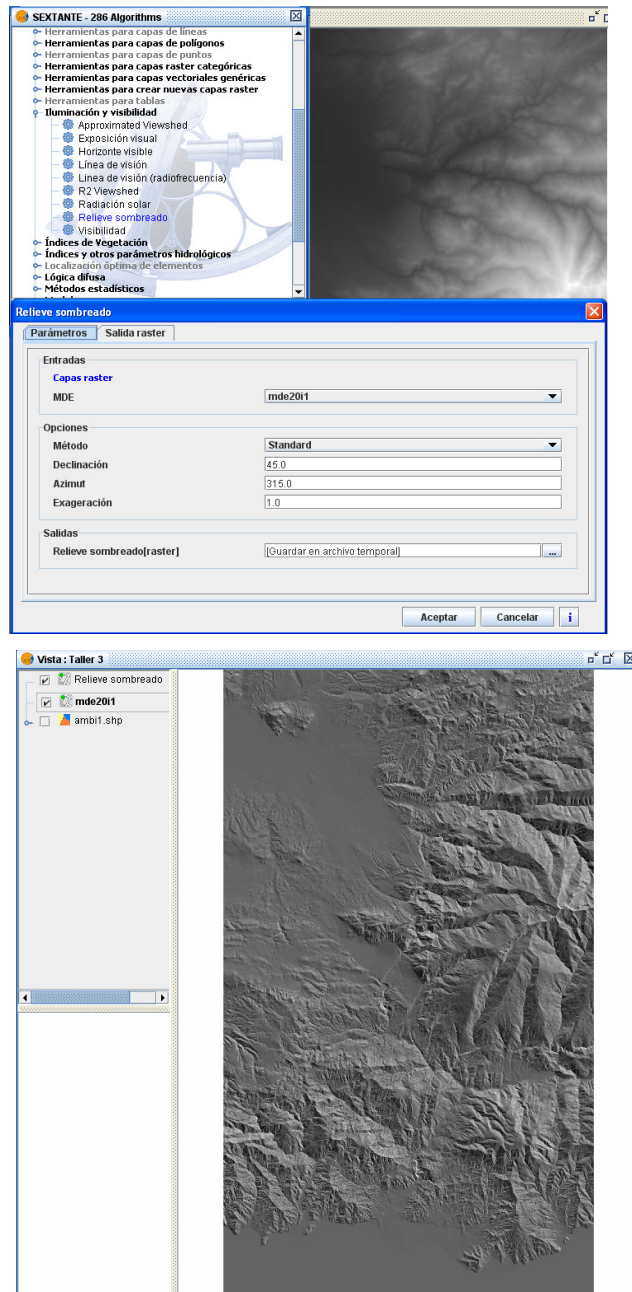 SEXTANTE - 286 Algorithms
Herramientas para capas de líneas
Herramientas para capas de polígonos
Herramientas para capas de puntos
Herramientas para capas raster categóricas
Herramientas para capas vectoriales genéricas
Herramientas para crear nuevas capas raster
Herramientas para tablas
Iluminación y visibilidad
Approximated Viewshed
Exposición visual
Horizonte visible
Línea de visión
Linea de visión (radiofrecuencia)
R2 Viewshed
Radiación solar
Relieve sombreado
Visibilidad
Índices de Vegetación
Índices y otros parámetros hidrológicos
Localización óptima de elementos
Lógica difusa
Métodos estadísticos
Relieve sombreado
Parámetros Salida raster
Entradas
Capas raster
MDE mde20i1
Opciones
Método Standard
Declinación 45.0
Azimut 315.0
Exageración 1.0
Salidas
Relieve sombreado[raster] [Guardar en archivo temporal] ...
Aceptar Cancelar i
Vista : Taller 3
Relieve sombreado
mde20i1
ambi1.shp